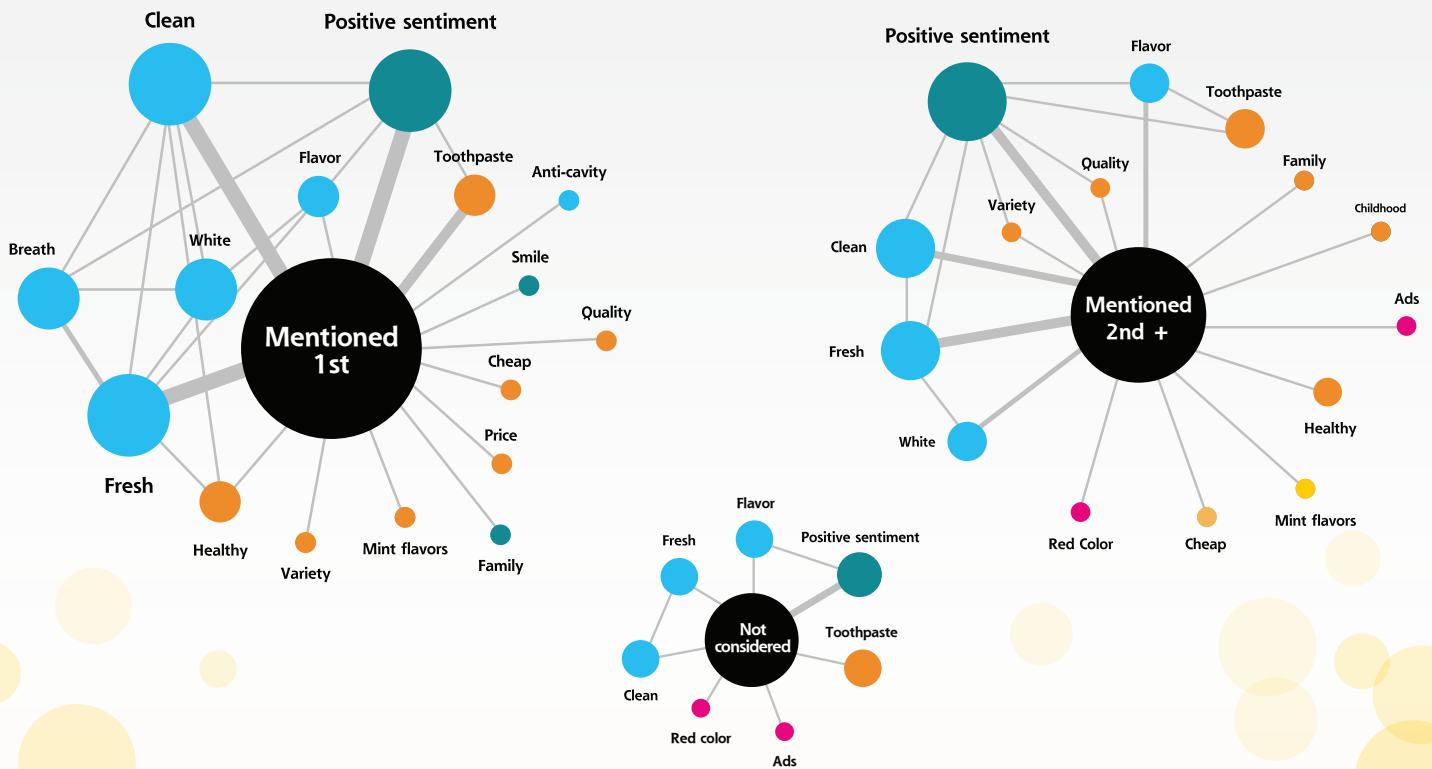 Clean
Positive sentiment
Flavor
Toothpaste
Anti-cavity
Breath
White
Smile
Quality
Mentioned
1st
Cheap
Price
Fresh
Healthy
Variety
Mint flavors
Family
Positive sentiment
Flavor
Toothpaste
Quality
Family
Variety
Childhood
Clean
Mentioned
2nd +
Ads
Fresh
Healthy
White
Mint flavors
Red Color
Cheap
Flavor
Fresh
Positive sentiment
Not
considered
Toothpaste
Clean
Red color
Ads